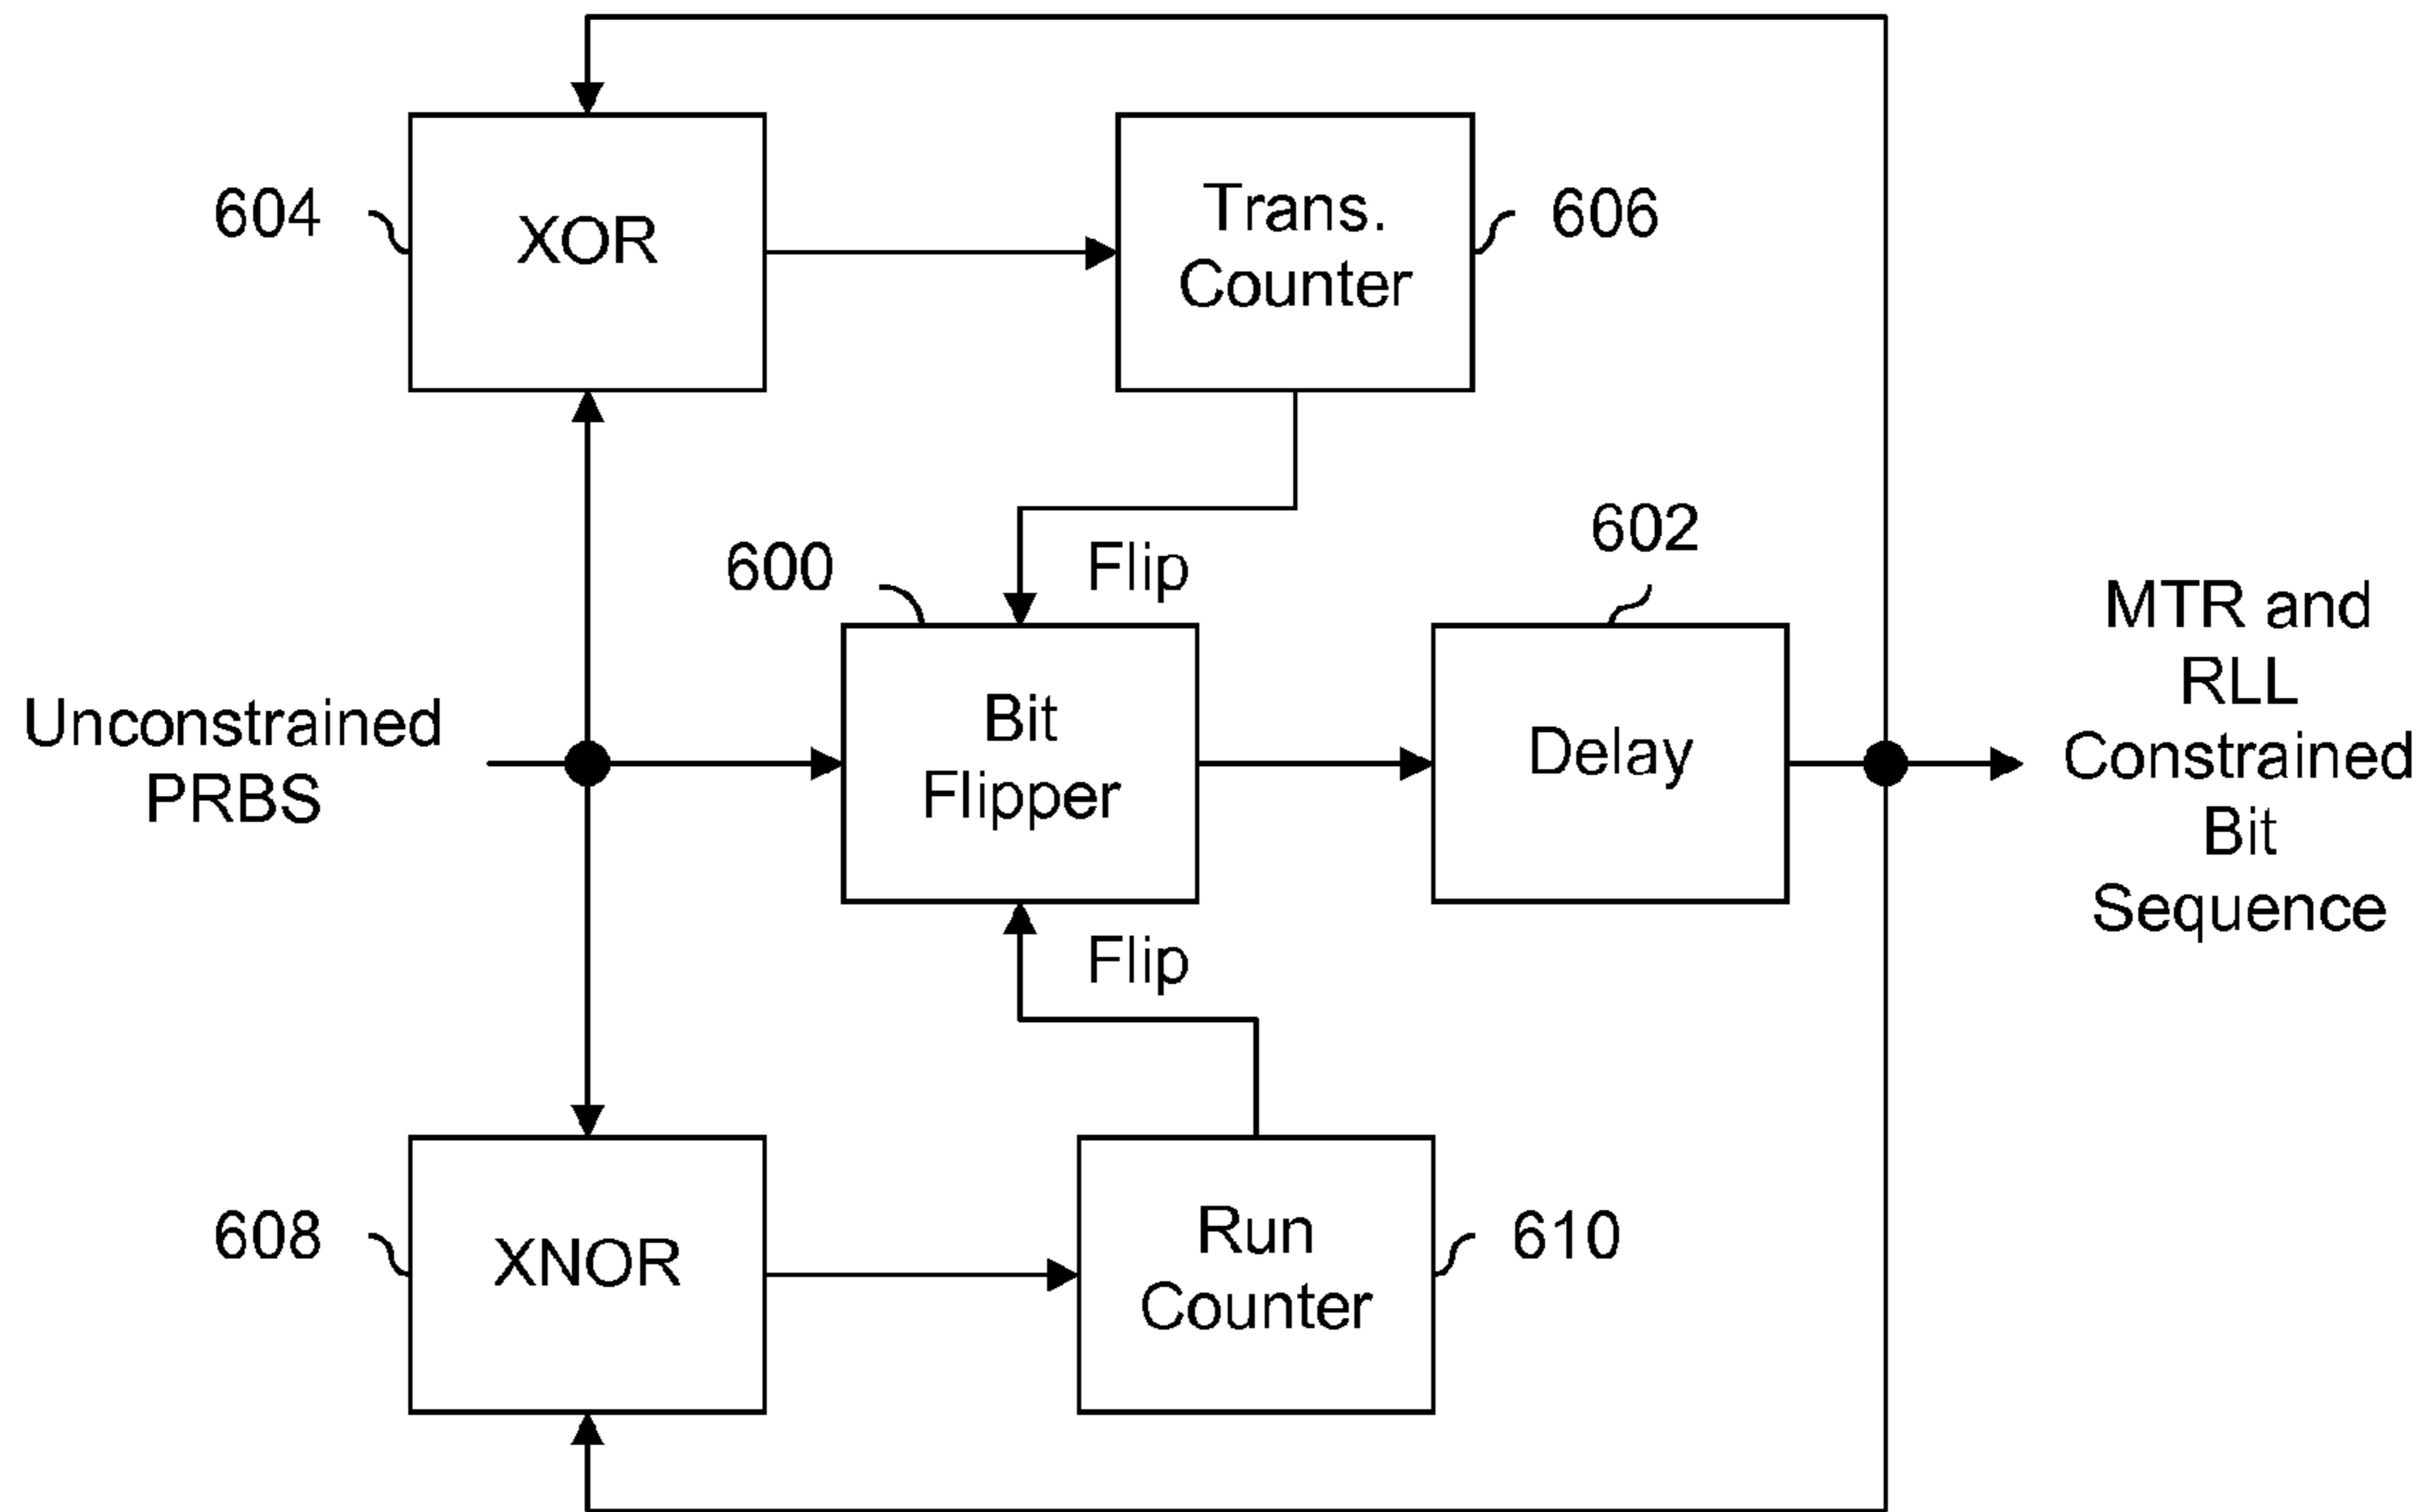 604
XOR
Trans.
Counter
606
600
Flip
602
Unconstrained
PRBS
Bit
Flipper
Delay
MTR and
RLL
Constrained
Bit
Sequence
Flip
608
XNOR
Run
Counter
610